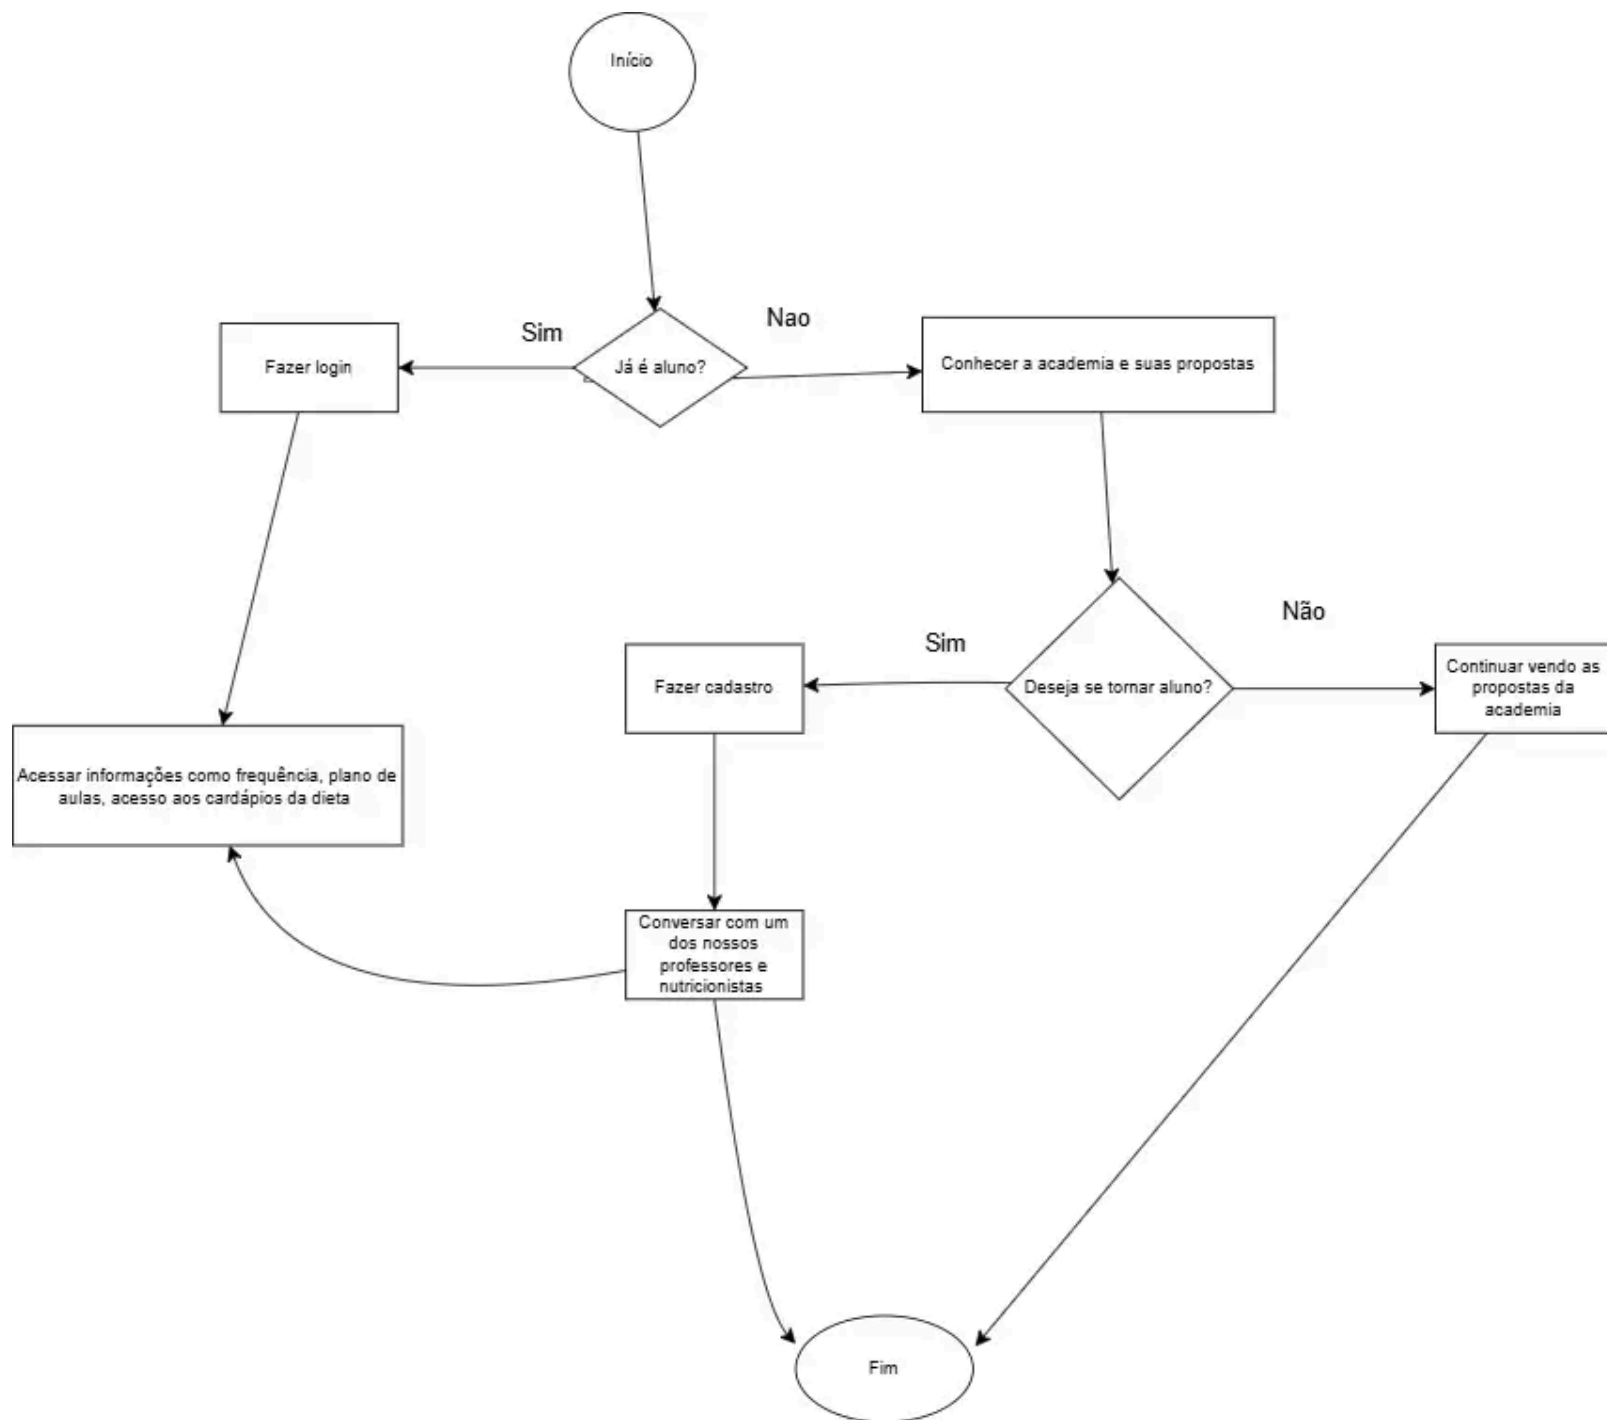 Início
Sim
Nao
Fazer login
Já é aluno?
Conhecer a academia e suas propostas
Não
Sim
Fazer cadastro
Deseja se tornar aluno?
Continuar vendo as
propostas da
academia
Acessar informações como frequência, plano de
aulas, acesso aos cardápios da dieta
Conversar com um
dos nossos
professores e
nutricionistas
Fim